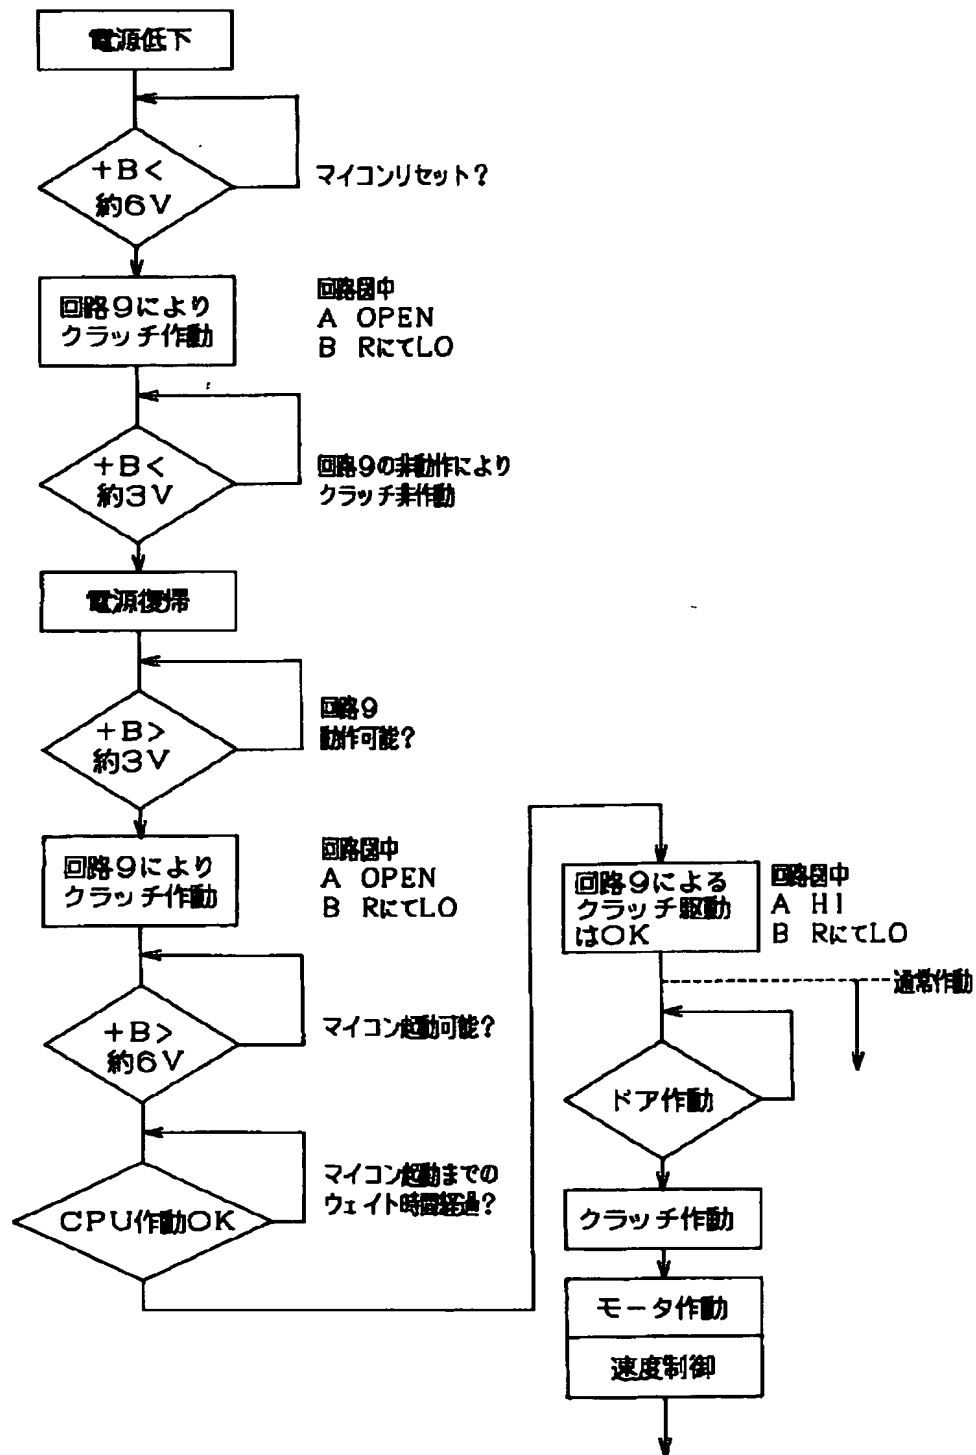 電源低下
+B<
約6V
マイコンリセット?
回路9により
クラッチ作動
回路図中
A OPEN
B RにてLO
+B<
約3V
回路9の非動作により
クラッチ非作動
電源復帰
+B>
約3V
回路9
動作可能?
回路9により
クラッチ作動
回路図中
A OPEN
B RにてLO
+B>
約6V
マイコン起動可能?
CPU作動OK
マイコン起動までの
ウェイト時間経過?
回路9による
クラッチ駆動
はOK
回路図中
A HI
B RにてLO
通常作動
ドア作動
クラッチ作動
モータ作動
速度制御